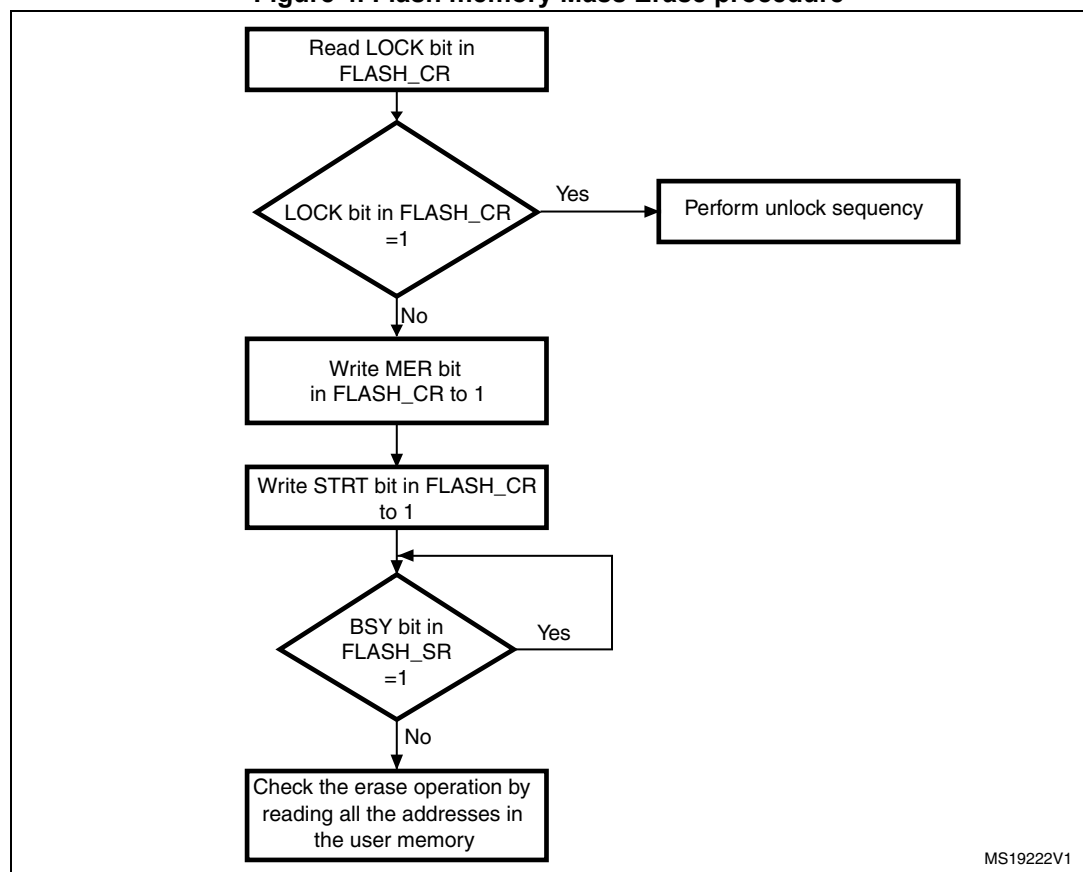 Read LOCK bit in
FLASH_CR
LOCK bit in FLASH_CR
=1
Yes
Perform unlock sequency
No
Write MER bit
in FLASH_CR to 1
Write STRT bit in FLASH_CR
to 1
BSY bit in
FLASH_SR
=1
Yes
No
Check the erase operation by
reading all the addresses in
the user memory
MS19222V1